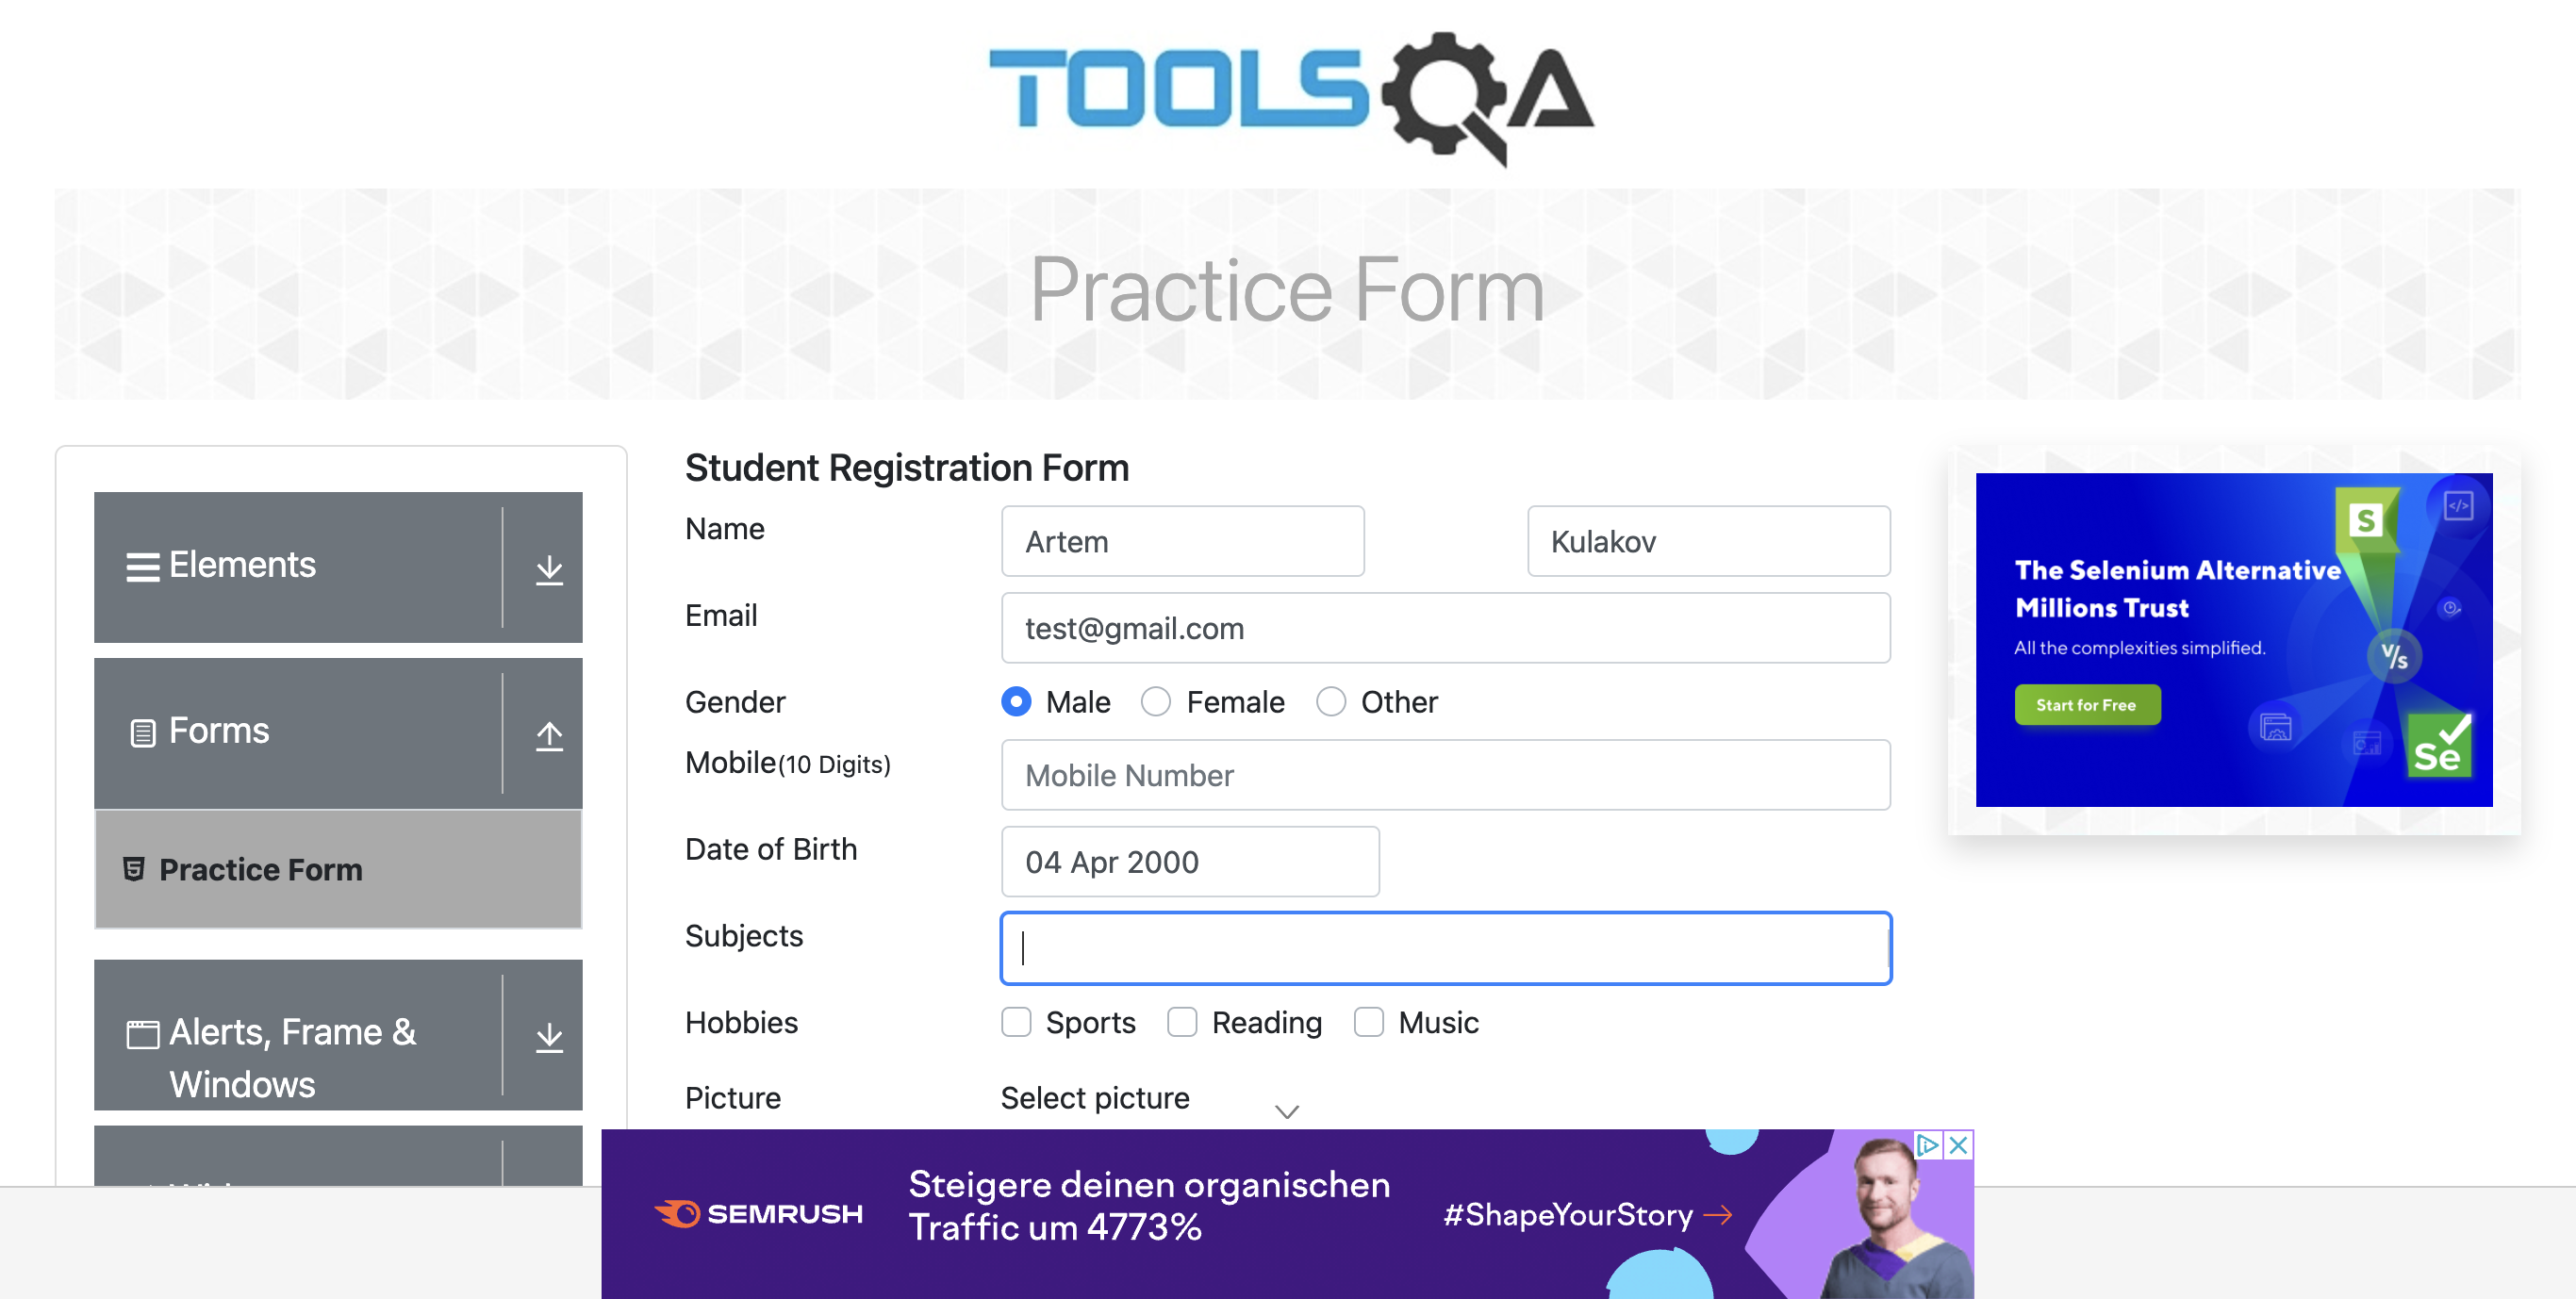 TOOLSQA
Practice Form
Elements
Forms
Practice Form
Alerts, Frame &
Windows
Student Registration Form
Name
Artem
Kulakov
Email
test@gmail.com
Gender
Male
Female
Other
Mobile(10 Digits)
Mobile Number
Date of Birth
04 Apr 2000
Subjects
Hobbies
Sports
Reading
Music
Picture
Select picture
The Selenium Alternative
Millions Trust
All the complexities simplified.
Start for Free
S
</>
V/s
Se
SEMRUSH
Steigere deinen organischen
Traffic um 4773%
#ShapeYourStory →